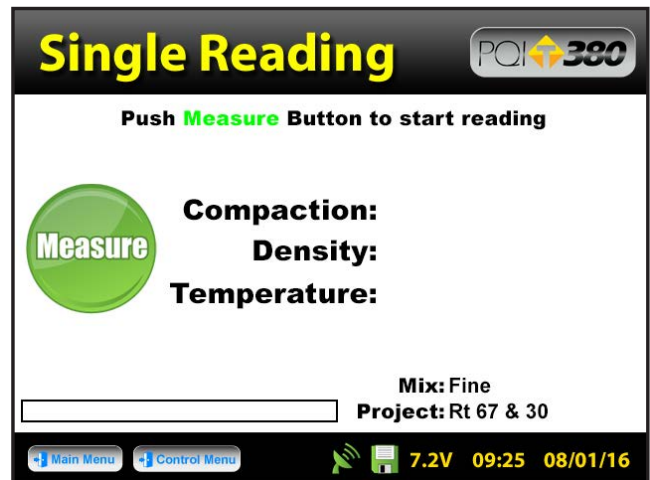 Single Reading
PQI T 380
Push Measure Button to start reading
Measure
Compaction:
Density:
Temperature:
Mix: Fine
Project: Rt 67 & 30
Main Menu Control Menu 7.2V 09:25 08/01/16